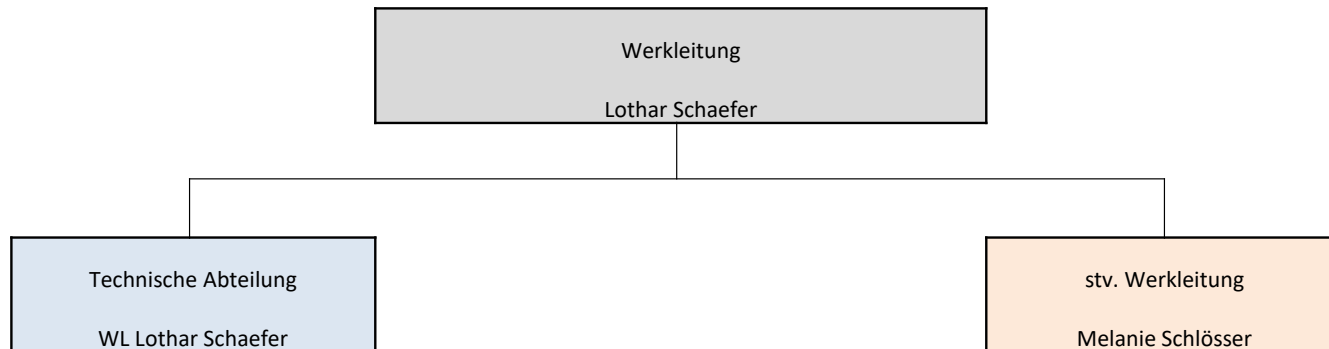 Werkleitung
Lothar Schaefer
Technische Abteilung
WL Lothar Schaefer
stv. Werkleitung
Melanie Schlösser